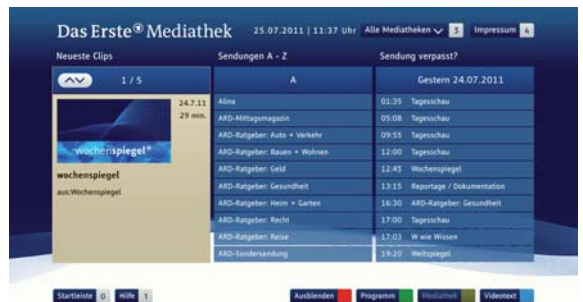 Das Erste Mediathek
25.07.2011 | 11:37 Uhr
Alle Mediatheken 3
Impressum 4
Neueste Clips
Sendungen A - Z
Sendung verpasst?
1 / 5
A
Gestern 24.07.2011
24.7.11
29 min.
wochenspiegel
wochenspiegel
aus:Wochenspiegel
Alina
ARD-Mittagsmagazin
ARD-Ratgeber: Auto + Verkehr
ARD-Ratgeber: Bauen + Wohnen
ARD-Ratgeber: Geld
ARD-Ratgeber: Gesundheit
ARD-Ratgeber: Heim + Garten
ARD-Ratgeber: Recht
ARD-Ratgeber: Reise
ARD-Sondersendung
01:35 Tagesschau
05:08 Tagesschau
09:55 Tagesschau
12:00 Tagesschau
12:45 Wochenspiegel
13:15 Reportage / Dokumentation
16:30 ARD-Ratgeber: Gesundheit
17:00 Tagesschau
17:03 W wie Wissen
19:20 Weltspiegel
Startleiste 0
Hilfe 1
Ausblenden
Programm
Mediathek
Videotext